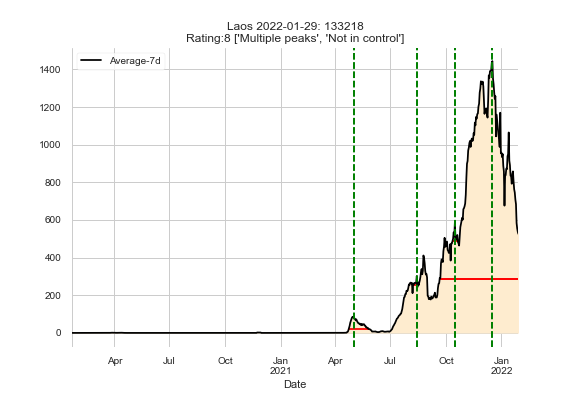 Laos 2022-01-29: 133218
Rating:8 ['Multiple peaks', 'Not in control']
Average-7d
1400
1200
1000
800
600
400
200
0
Apr Jul Oct Jan Apr Jul Oct Jan
2021 2022
Date